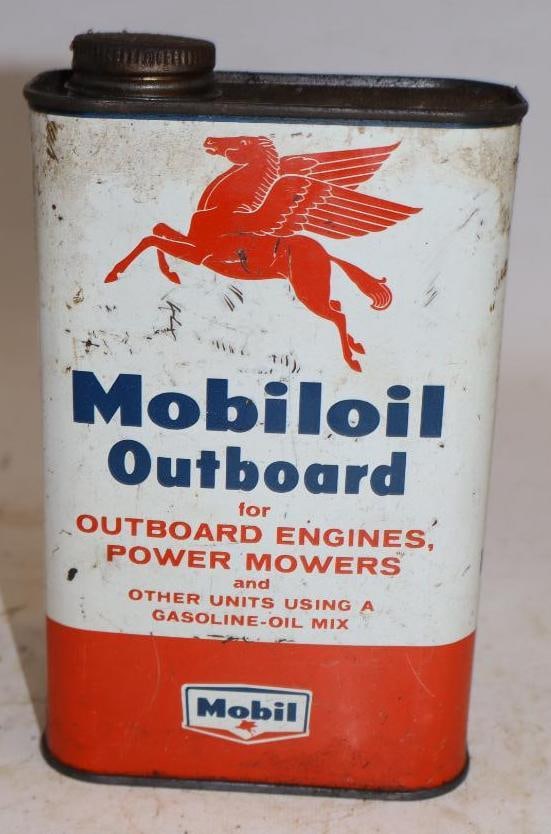 Mobiloil
Outboard
for
OUTBOARD ENGINES,
POWER MOWERS
and
OTHER UNITS USING A
GASOLINE-OIL MIX
Mobil